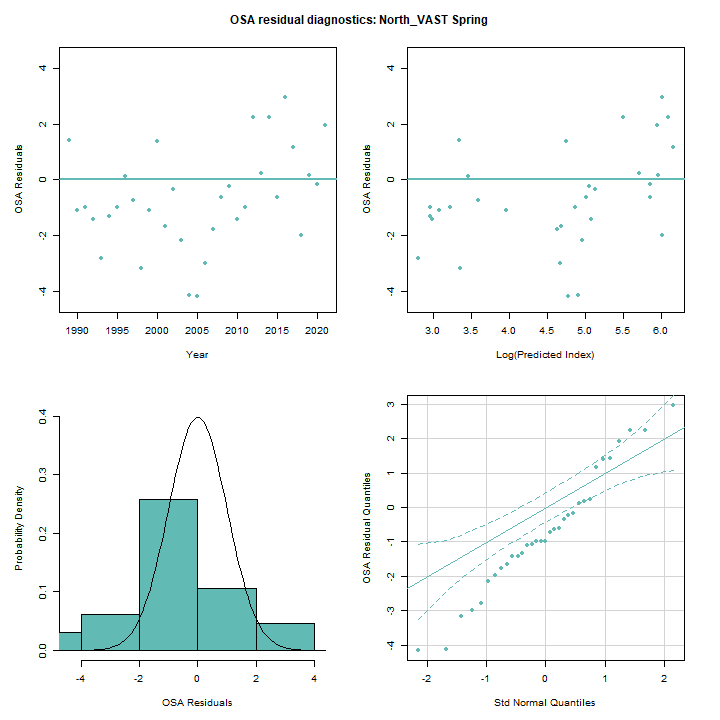 OSA residual diagnostics: North_VAST Spring
OSA Residuals
4
2
0
-2
-4
1990 1995 2000 2005 2010 2015 2020
Year
OSA Residuals
4
2
0
-2
-4
3.0 3.5 4.0 4.5 5.0 5.5 6.0
Log(Predicted Index)
Probability Density
0.4
0.3
0.2
0.1
0.0
-4 -2 0 2 4
OSA Residuals
OSA Residual Quantiles
3
2
1
0
-1
-2
-3
-4
-2 -1 0 1 2
Std Normal Quantiles